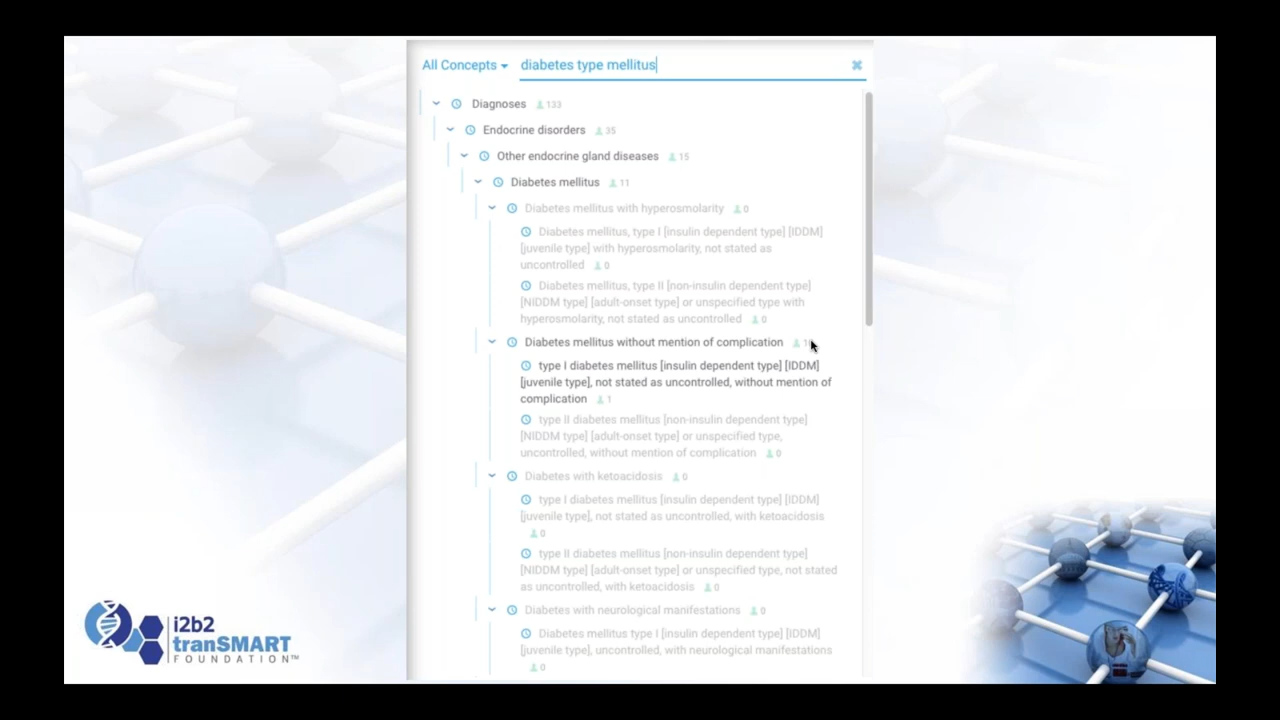 All Concepts
diabetes type mellitus
Diagnoses 133
Endocrine disorders 35
Other endocrine gland diseases 15
Diabetes mellitus 11
Diabetes mellitus with hyperosmolarity 0
Diabetes mellitus, type I [insulin dependent type] [IDDM]
[juvenile type] with hyperosmolarity, not stated as
uncontrolled 0
Diabetes mellitus, type II [non-insulin dependent type]
[NIDDM type] [adult-onset type] or unspecified type with
hyperosmolarity, not stated as uncontrolled 0
Diabetes mellitus without mention of complication
type I diabetes mellitus [insulin dependent type] [IDDM]
[juvenile type], not stated as uncontrolled, without mention of
complication 1
type II diabetes mellitus [non-insulin dependent type]
[NIDDM type] [adult-onset type] or unspecified type,
uncontrolled, without mention of complication 0
Diabetes with ketoacidosis 0
type I diabetes mellitus [insulin dependent type] [IDDM]
[juvenile type], not stated as uncontrolled, with ketoacidosis
0
type II diabetes mellitus [non-insulin dependent type]
[NIDDM type] [adult-onset type] or unspecified type, not stated
as uncontrolled, with ketoacidosis 0
Diabetes with neurological manifestations 0
Diabetes mellitus type I [insulin dependent type] [IDDM]
[juvenile type], uncontrolled, with neurological manifestations
0
i2b2
tranSMART
FOUNDATION™